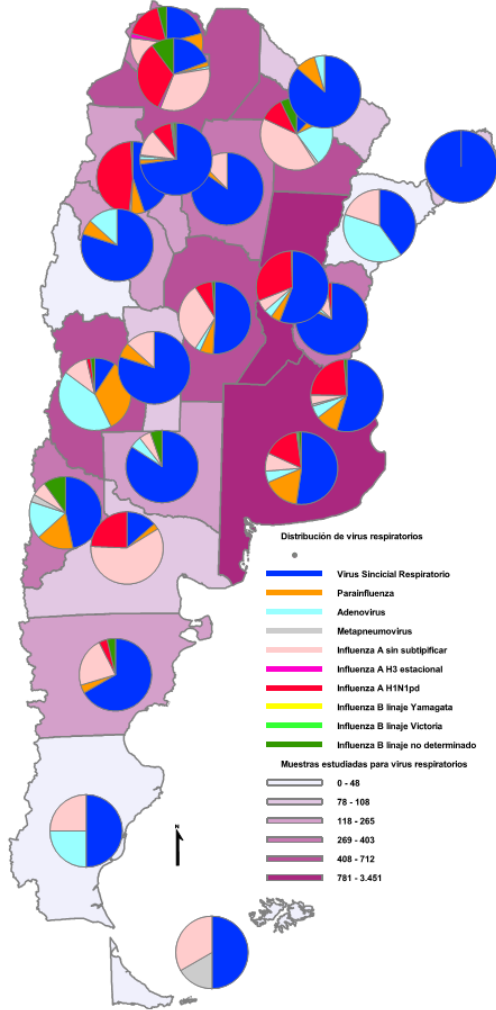 Distribución de virus respiratorios
Virus Sincicial Respiratorio
Parainfluenza
Adenovirus
Metapneumovirus
Influenza A sin subtipificar
Influenza A H3 estacional
Influenza A H1N1pd
Influenza B linaje Yamagata
Influenza B linaje Victoria
Influenza B linaje no determinado
Muestras estudiadas para virus respiratorios
0 - 48
78 - 108
118 - 265
269 - 403
408 - 712
781 - 3.451
N